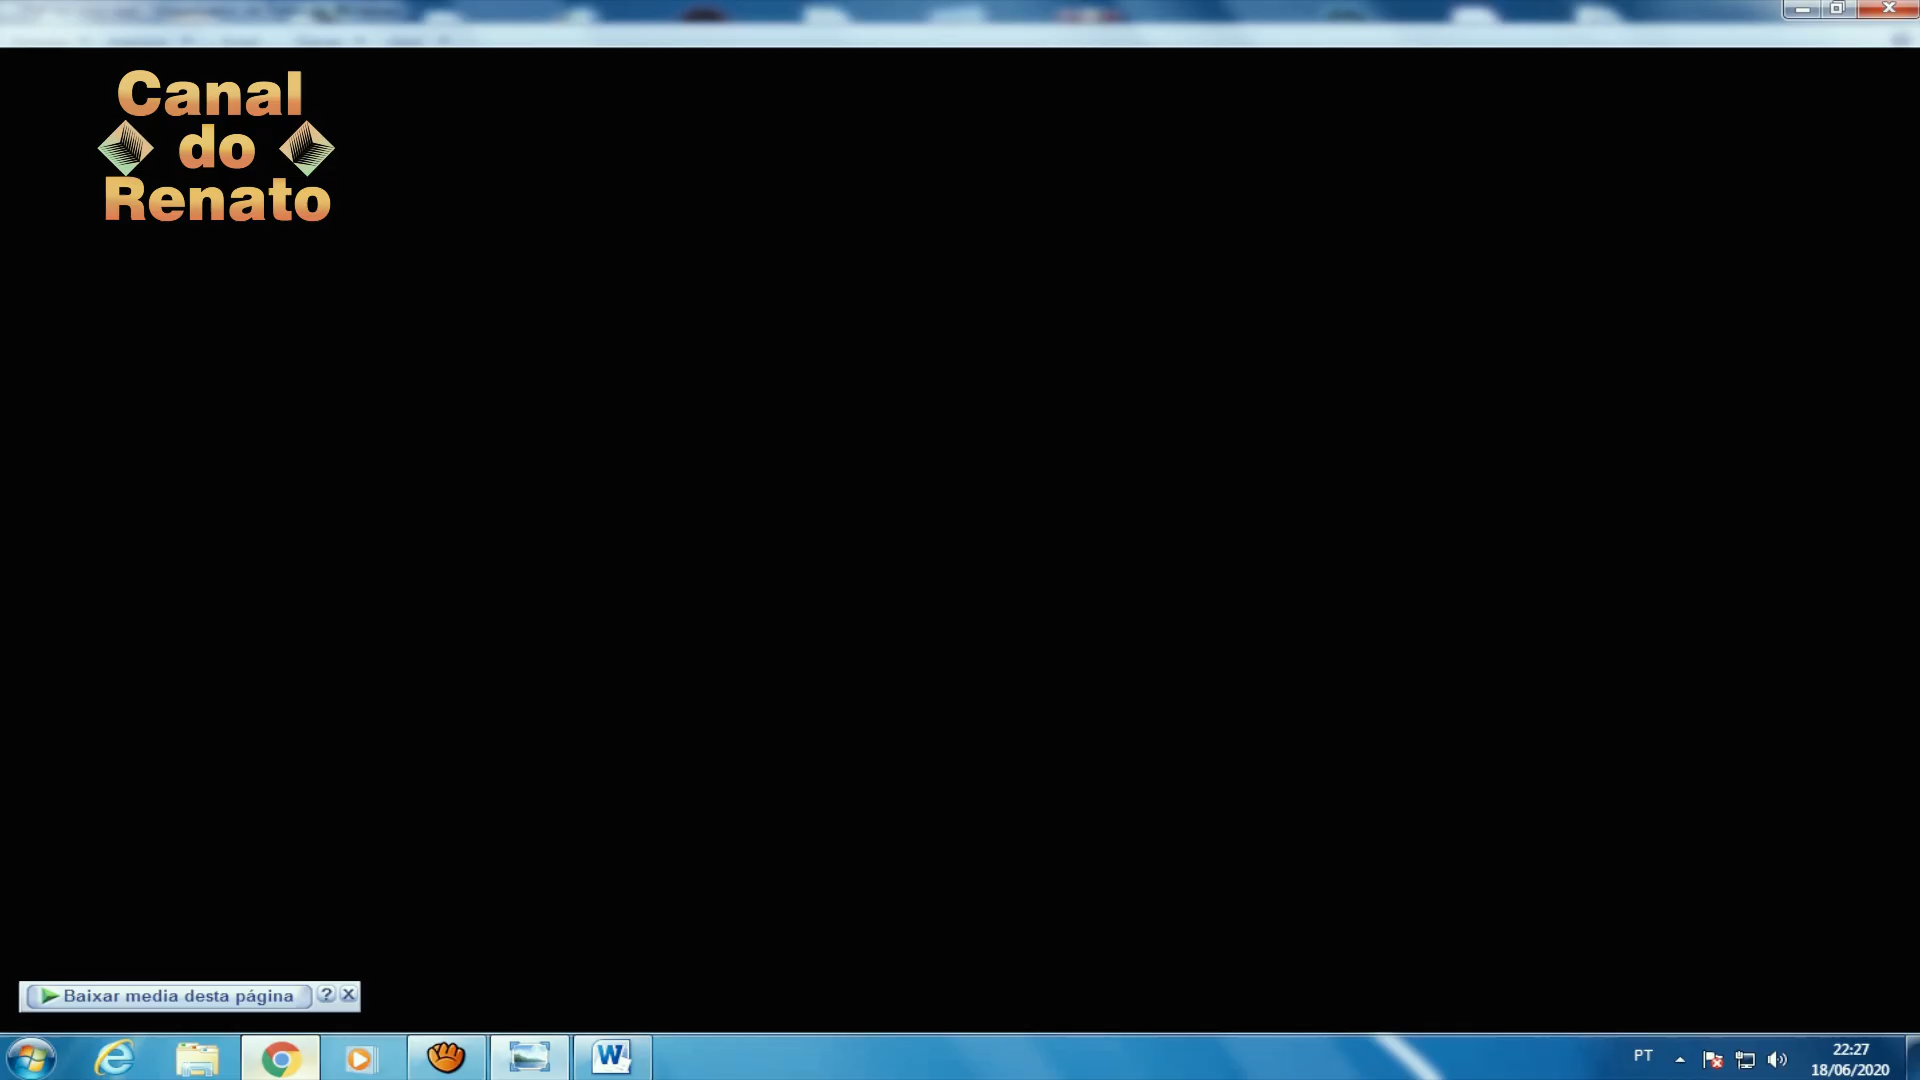 Canal
do
Renato
Baixar media desta página
?
PT
22:27
18/06/2020